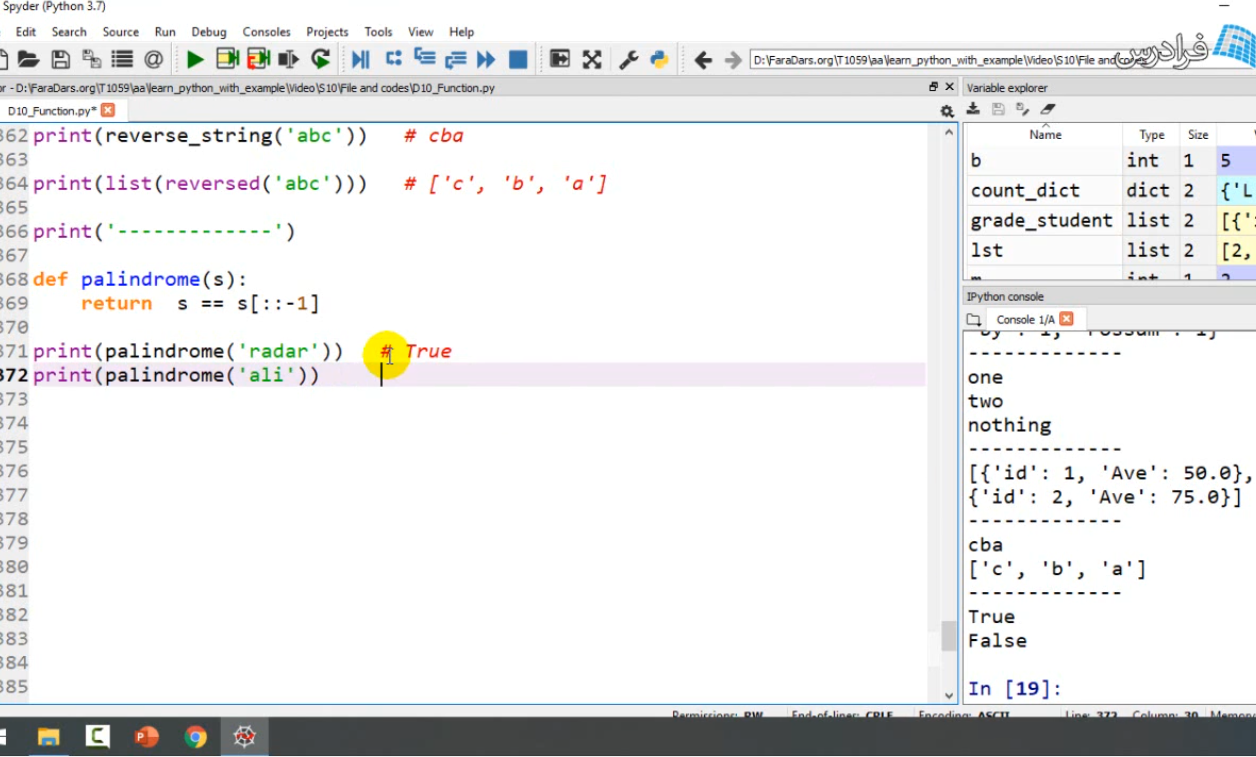 Spyder (Python 3.7)
Edit Search Source Run Debug Consoles Projects Tools View Help
D:\FaraDars.org\T1059\aa\learn_python_with_example\Video\S10\File and codes
فرادرس
or - D:\FaraDars.org\T1059\aa\learn_python_with_example\Video\S10\File and codes\D10_Function.py
Variable explorer
D10_Function.py*
Name Type Size
b int 1 5
count_dict dict 2 {'L
grade_student list 2 [{'
lst list 2 [2,
362 print(reverse_string('abc')) # cba
363
364 print(list(reversed('abc'))) # ['c', 'b', 'a']
365
366 print('-------------')
367
368 def palindrome(s):
369 return s == s[::-1]
370
371 print(palindrome('radar')) # True
372 print(palindrome('ali'))
373
374
375
376
377
378
379
380
381
382
383
384
385
IPython console
Console 1/A
-------------
one
two
nothing
-------------
[{'id': 1, 'Ave': 50.0},
{'id': 2, 'Ave': 75.0}]
-------------
cba
['c', 'b', 'a']
-------------
True
False
In [19]:
Permissions: RW End-of-lines: CRLF Encoding: ASCII Line: 372 Column: 30 Memory